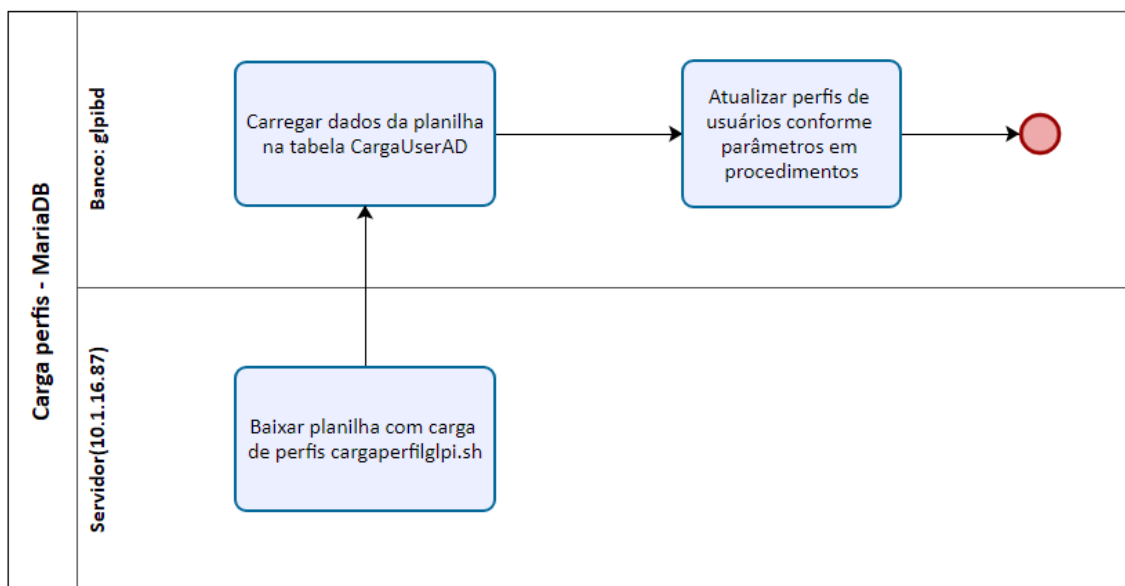 Carga perfis - MariaDB
Banco: glpibd
Carregar dados da planilha
na tabela CargaUserAD
Atualizar perfis de
usuários conforme
parâmetros em
procedimentos
Servidor(10.1.16.87)
Baixar planilha com carga
de perfis cargaperfilglpi.sh